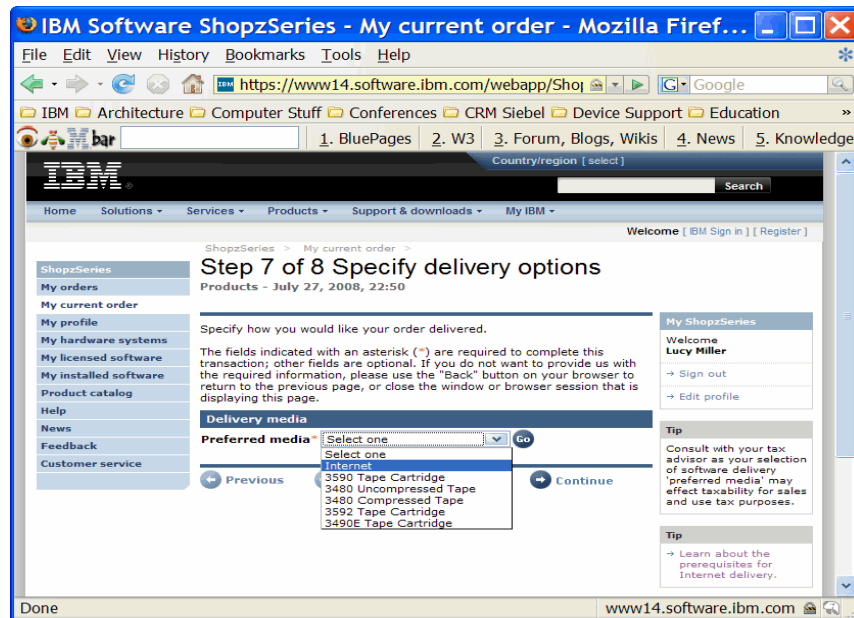 IBM Software ShopzSeries - My current order - Mozilla Firef...
File Edit View History Bookmarks Tools Help
https://www14.software.ibm.com/webapp/Shop
G Google
IBM Architecture Computer Stuff Conferences CRM Siebel Device Support Education »
bar 1. BluePages 2. W3 3. Forum, Blogs, Wikis 4. News 5. Knowledge
Country/region [ select ]
IBM®
Search
Home Solutions Services Products Support & downloads My IBM
Welcome [ IBM Sign in ] [ Register ]
ShopzSeries > My current order >
Step 7 of 8 Specify delivery options
Products - July 27, 2008, 22:50
ShopzSeries
My orders
My current order
My profile
My hardware systems
My licensed software
My installed software
Product catalog
Help
News
Feedback
Customer service
Specify how you would like your order delivered.
The fields indicated with an asterisk (*) are required to complete this
transaction; other fields are optional. If you do not want to provide us with
the required information, please use the "Back" button on your browser to
return to the previous page, or close the window or browser session that is
displaying this page.
Delivery media
Preferred media* Select one Go
Select one
Internet
3590 Tape Cartridge
3480 Uncompressed Tape
3480 Compressed Tape
3592 Tape Cartridge
3490E Tape Cartridge
Previous
Continue
My ShopzSeries
Welcome
Lucy Miller
→ Sign out
→ Edit profile
Tip
Consult with your tax
advisor as your selection
of software delivery
'preferred media' may
effect taxability for sales
and use tax purposes.
Tip
→ Learn about the
prerequisites for
Internet delivery.
Done
www14.software.ibm.com